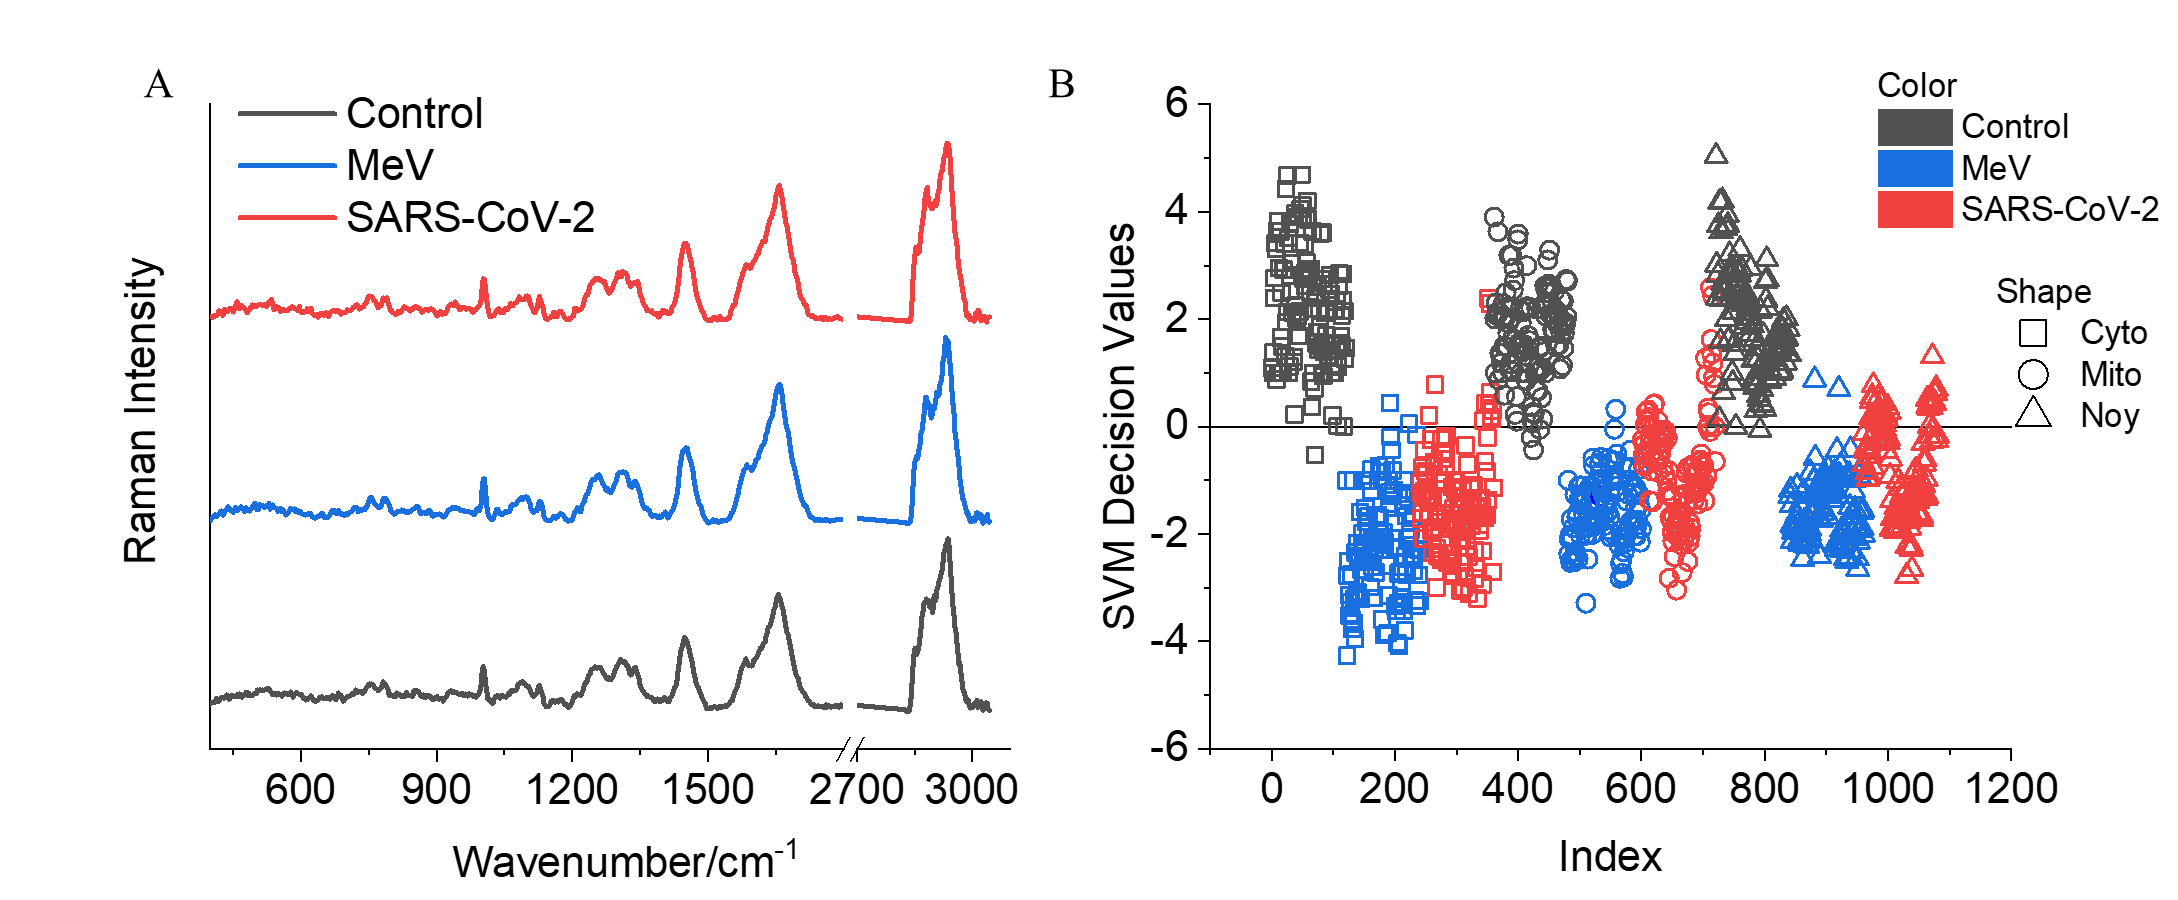 A
Control
MeV
SARS-CoV-2
Raman Intensity
600 900 1200 1500 2700 3000
Wavenumber/cm⁻¹
B
Color
Control
MeV
SARS-CoV-2
Shape
Cyto
Mito
Noy
SVM Decision Values
6
4
2
0
-2
-4
-6
0 200 400 600 800 1000 1200
Index